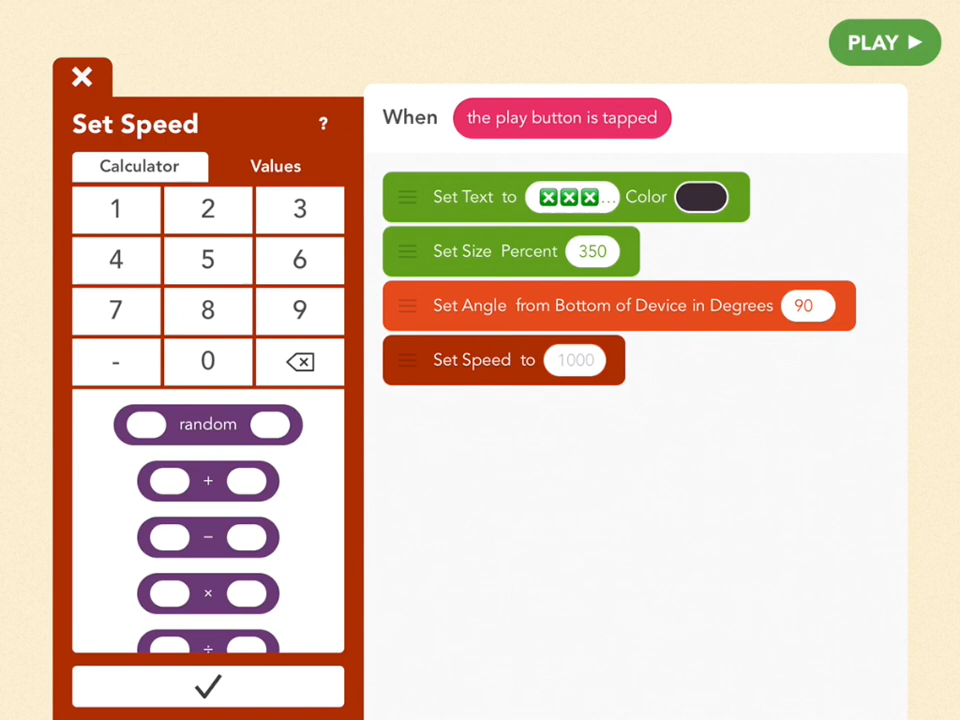 PLAY ▶
Set Speed ?
Calculator Values
1 2 3
4 5 6
7 8 9
- 0
random
+
−
×
÷
When the play button is tapped
Set Text to ❎❎❎... Color
Set Size Percent 350
Set Angle from Bottom of Device in Degrees 90
Set Speed to 1000